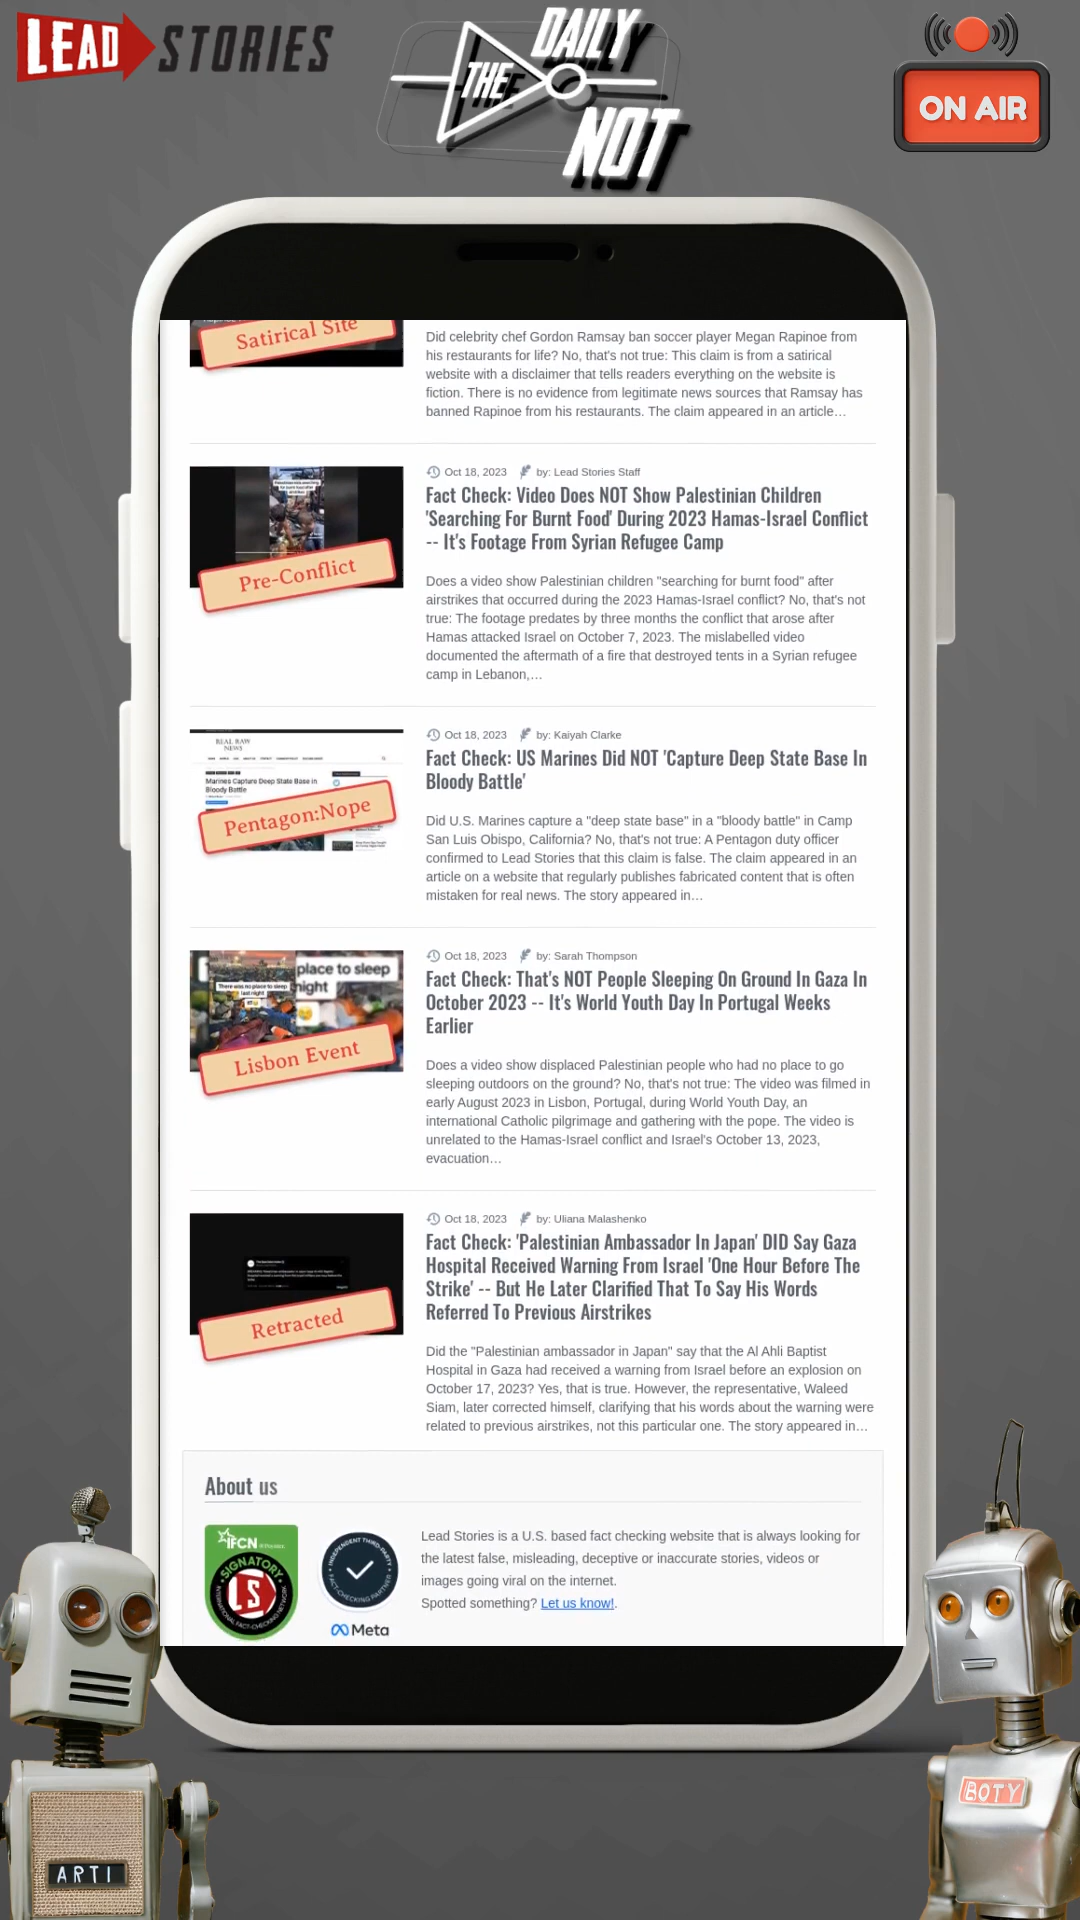 LEAD STORIES
THE DAILY NOT
ON AIR
Satirical Site
Did celebrity chef Gordon Ramsay ban soccer player Megan Rapinoe from
his restaurants for life? No, that's not true: This claim is from a satirical
website with a disclaimer that tells readers everything on the website is
fiction. There is no evidence from legitimate news sources that Ramsay has
banned Rapinoe from his restaurants. The claim appeared in an article…
Oct 18, 2023 by: Lead Stories Staff
Fact Check: Video Does NOT Show Palestinian Children
'Searching For Burnt Food' During 2023 Hamas-Israel Conflict
-- It's Footage From Syrian Refugee Camp
Pre-Conflict
Does a video show Palestinian children "searching for burnt food" after
airstrikes that occurred during the 2023 Hamas-Israel conflict? No, that's not
true: The footage predates by three months the conflict that arose after
Hamas attacked Israel on October 7, 2023. The mislabelled video
documented the aftermath of a fire that destroyed tents in a Syrian refugee
camp in Lebanon,…
Oct 18, 2023 by: Kaiyah Clarke
REAL RAW
NEWS
Marines Capture Deep State Base in
Bloody Battle
Pentagon:Nope
Fact Check: US Marines Did NOT 'Capture Deep State Base In
Bloody Battle'
Did U.S. Marines capture a "deep state base" in a "bloody battle" in Camp
San Luis Obispo, California? No, that's not true: A Pentagon duty officer
confirmed to Lead Stories that this claim is false. The claim appeared in an
article on a website that regularly publishes fabricated content that is often
mistaken for real news. The story appeared in…
Oct 18, 2023 by: Sarah Thompson
place to sleep
night
There was no place to sleep
last night
Lisbon Event
Fact Check: That's NOT People Sleeping On Ground In Gaza In
October 2023 -- It's World Youth Day In Portugal Weeks
Earlier
Does a video show displaced Palestinian people who had no place to go
sleeping outdoors on the ground? No, that's not true: The video was filmed in
early August 2023 in Lisbon, Portugal, during World Youth Day, an
international Catholic pilgrimage and gathering with the pope. The video is
unrelated to the Hamas-Israel conflict and Israel's October 13, 2023,
evacuation…
Oct 18, 2023 by: Uliana Malashenko
Retracted
Fact Check: 'Palestinian Ambassador In Japan' DID Say Gaza
Hospital Received Warning From Israel 'One Hour Before The
Strike' -- But He Later Clarified That To Say His Words
Referred To Previous Airstrikes
Did the "Palestinian ambassador in Japan" say that the Al Ahli Baptist
Hospital in Gaza had received a warning from Israel before an explosion on
October 17, 2023? Yes, that is true. However, the representative, Waleed
Siam, later corrected himself, clarifying that his words about the warning were
related to previous airstrikes, not this particular one. The story appeared in…
About us
IFCN
SIGNATORY
LS
INTERNATIONAL FACT-CHECKING NETWORK
INDEPENDENT THIRD-PARTY
FACT-CHECKING PARTNER
Meta
Lead Stories is a U.S. based fact checking website that is always looking for
the latest false, misleading, deceptive or inaccurate stories, videos or
images going viral on the internet.
Spotted something? Let us know!.
BOTY
ARTI